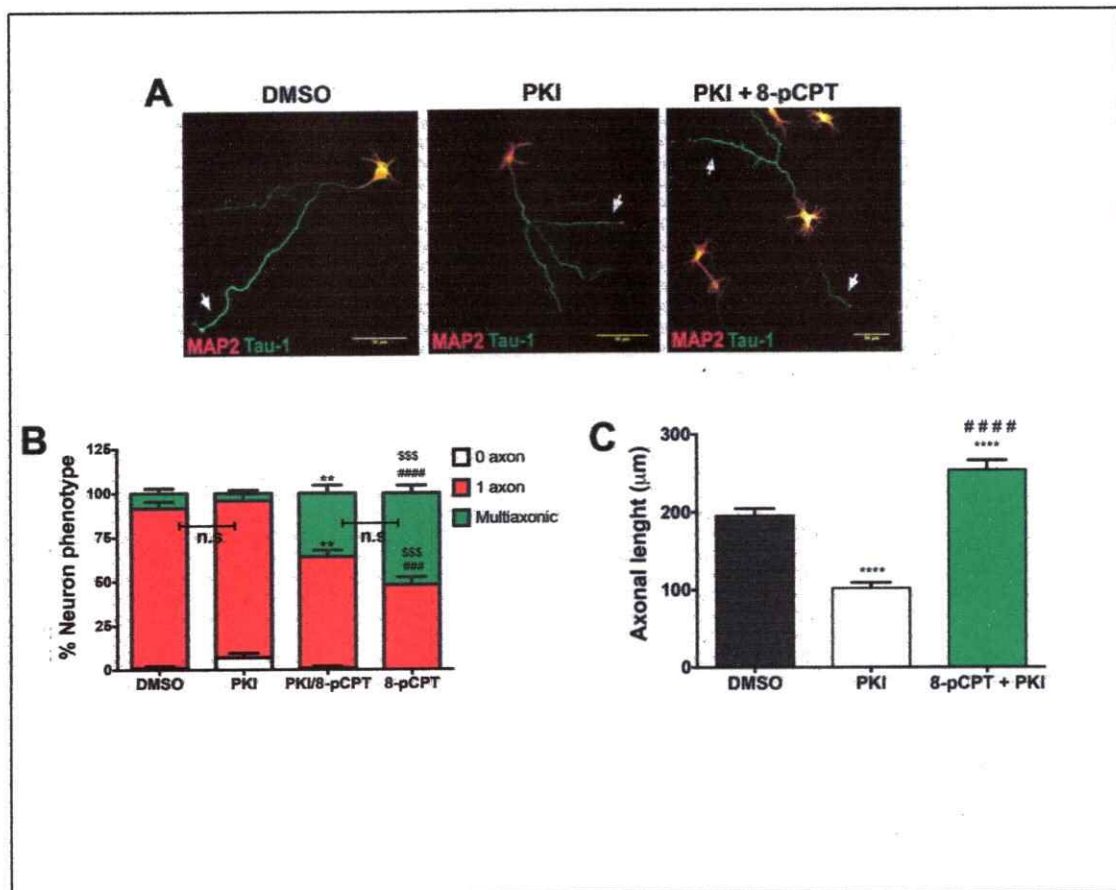 A
DMSO
PKI
PKI + 8-pCPT
MAP2 Tau-1
MAP2 Tau-1
MAP2 Tau-1
B
% Neuron phenotype
125
100
75
50
25
0
n.s
**
**
n.s
$$$
####
$$$
###
DMSO
PKI
PKI/8-pCPT
8-pCPT
0 axon
1 axon
Multiaxonic
C
Axonal lenght (μm)
300
200
100
0
****
####
****
DMSO
PKI
8-pCPT + PKI